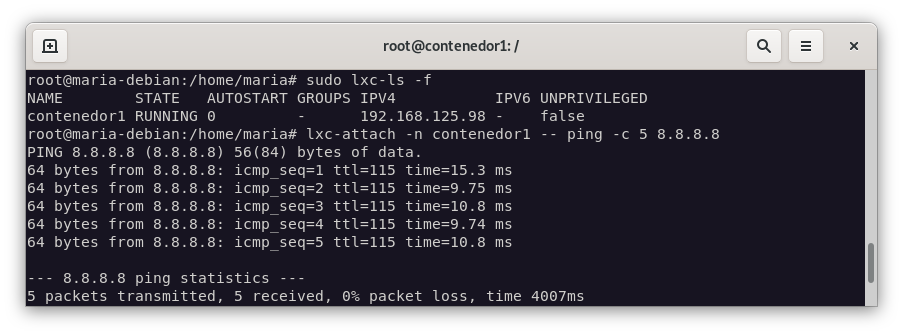 root@contenedor1: /
root@maria-debian:/home/maria# sudo lxc-ls -f
NAME        STATE   AUTOSTART GROUPS IPV4           IPV6 UNPRIVILEGED
contenedor1 RUNNING 0         -      192.168.125.98 -    false
root@maria-debian:/home/maria# lxc-attach -n contenedor1 -- ping -c 5 8.8.8.8
PING 8.8.8.8 (8.8.8.8) 56(84) bytes of data.
64 bytes from 8.8.8.8: icmp_seq=1 ttl=115 time=15.3 ms
64 bytes from 8.8.8.8: icmp_seq=2 ttl=115 time=9.75 ms
64 bytes from 8.8.8.8: icmp_seq=3 ttl=115 time=10.8 ms
64 bytes from 8.8.8.8: icmp_seq=4 ttl=115 time=9.74 ms
64 bytes from 8.8.8.8: icmp_seq=5 ttl=115 time=10.8 ms
--- 8.8.8.8 ping statistics ---
5 packets transmitted, 5 received, 0% packet loss, time 4007ms